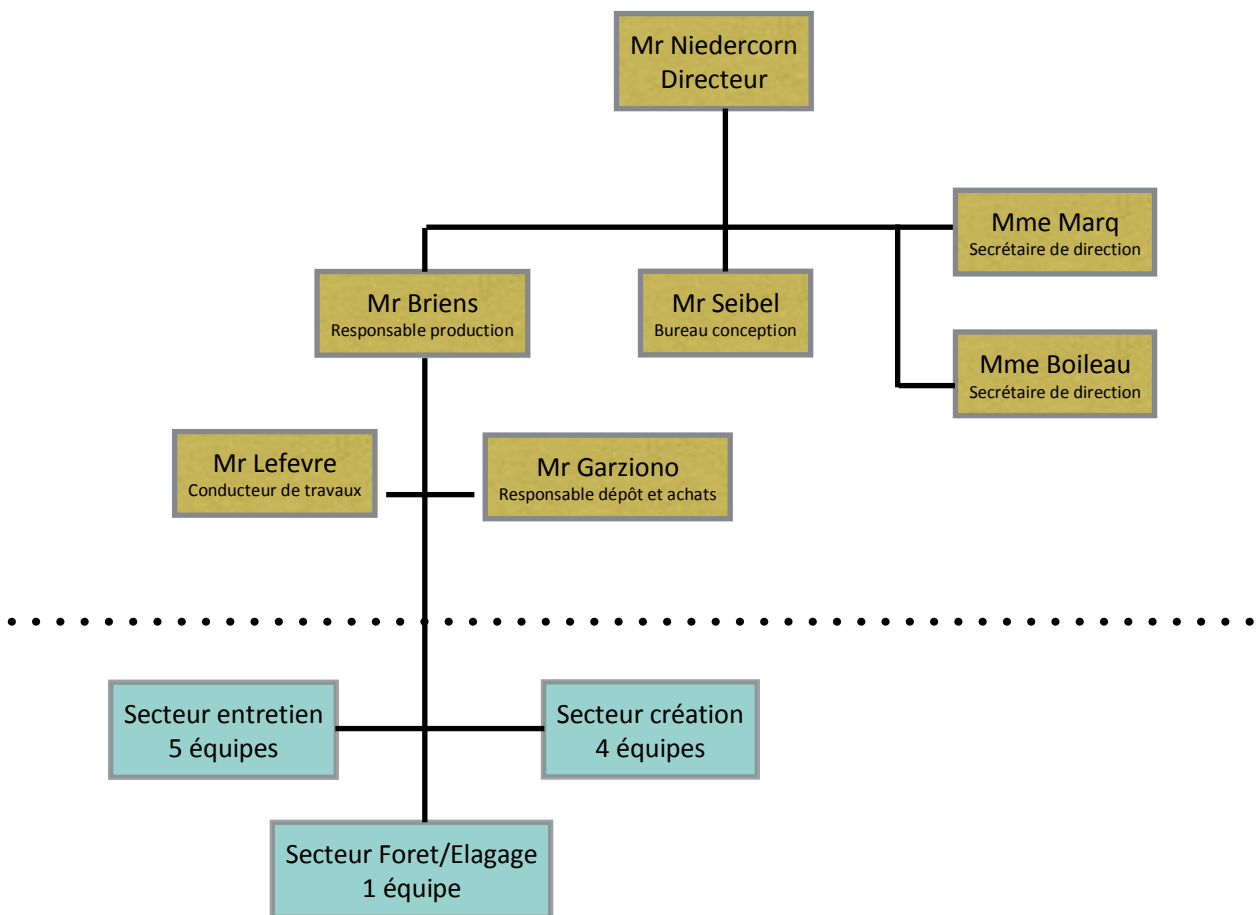 Mr Niedercorn
Directeur
Mme Marq
Secrétaire de direction
Mr Briens
Responsable production
Mr Seibel
Bureau conception
Mme Boileau
Secrétaire de direction
Mr Lefevre
Conducteur de travaux
Mr Garziono
Responsable dépôt et achats
Secteur entretien
5 équipes
Secteur création
4 équipes
Secteur Foret/Elagage
1 équipe